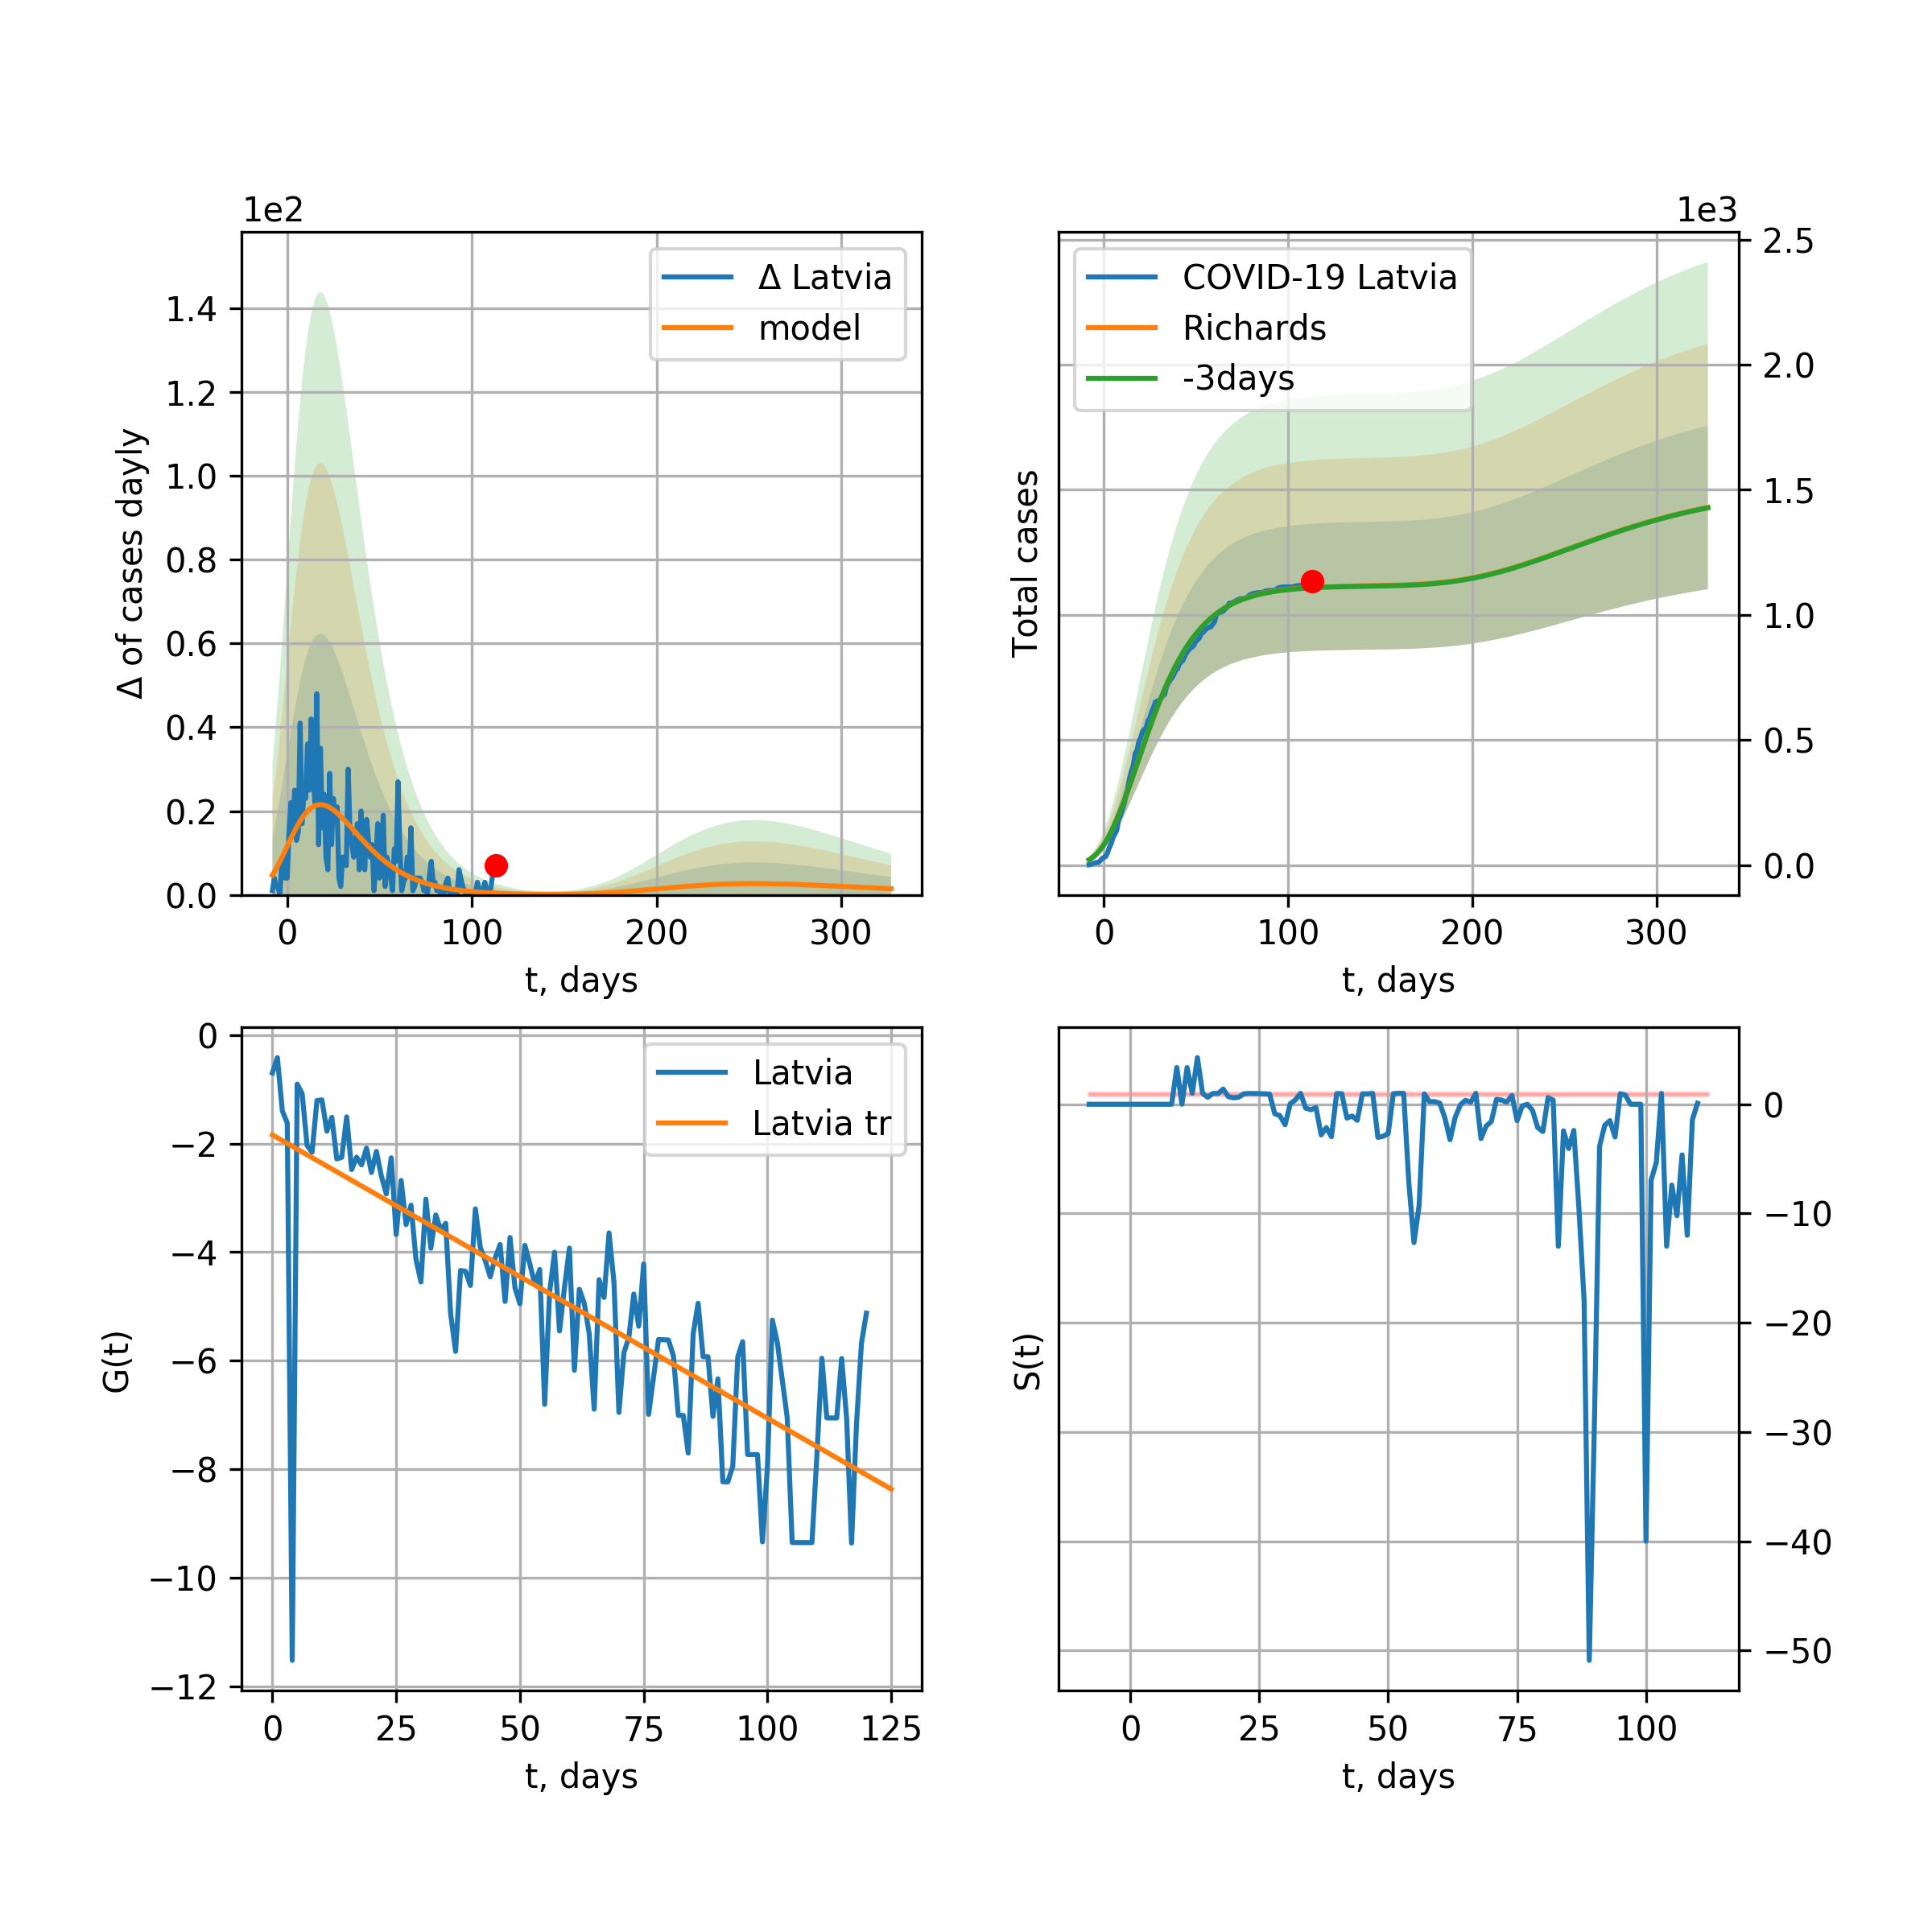 1e2
Δ Latvia
model
1.4
1.2
1.0
0.8
0.6
0.4
0.2
0.0
Δ of cases dayly
0
100
200
300
t, days
1e3
COVID-19 Latvia
Richards
-3days
2.5
2.0
1.5
1.0
0.5
0.0
Total cases
0
100
200
300
t, days
Latvia
Latvia tr
0
−2
−4
−6
−8
−10
−12
G(t)
0
25
50
75
100
125
t, days
0
−10
−20
−30
−40
−50
S(t)
0
25
50
75
100
t, days